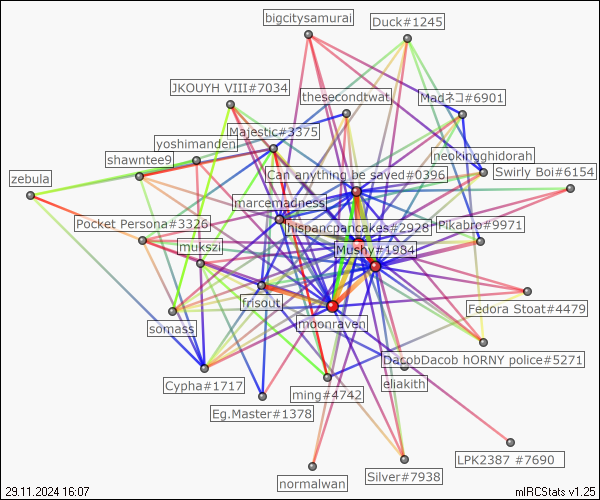 bigcitysamurai
Duck#1245
JKOUYH VIII#7034
thesecondtwat
Madネコ#6901
Majestic#3375
yoshimanden
shawntee9
neokingghidorah
zebula
Can anything be saved#0396
Swirly Boi#6154
marcemadness
Pocket Persona#3326
hispancpancakes#2928
Pikabro#9971
mukszi
Mushy#1984
frisout
Fedora Stoat#4479
somass
moonraven
DacobDacob hORNY police#5271
Cypha#1717
eliakith
ming#4742
Eg.Master#1378
LPK2387 #7690
Silver#7938
normalwan
29.11.2024 16:07
mIRCStats v1.25